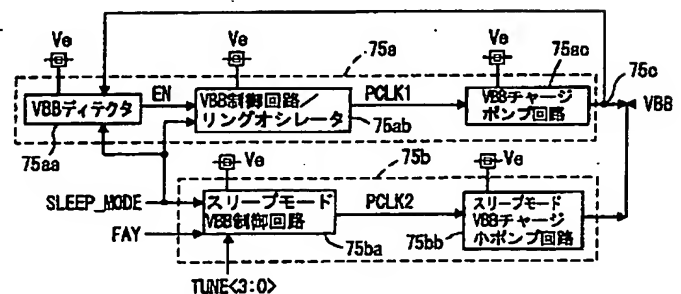 Ve
Ve
75a
Ve
75ac
75c
VBBディテクタ
EN
VBB制御回路／
リングオシレータ
PCLK1
VBBチャージ
ポンプ回路
VBB
75aa
75ab
75b
Ve
Ve
SLEEP_MODE
スリープモード
VBB制御回路
PCLK2
スリープモード
VBBチャージ
小ポンプ回路
FAY
75ba
75bb
TUNE<3:0>